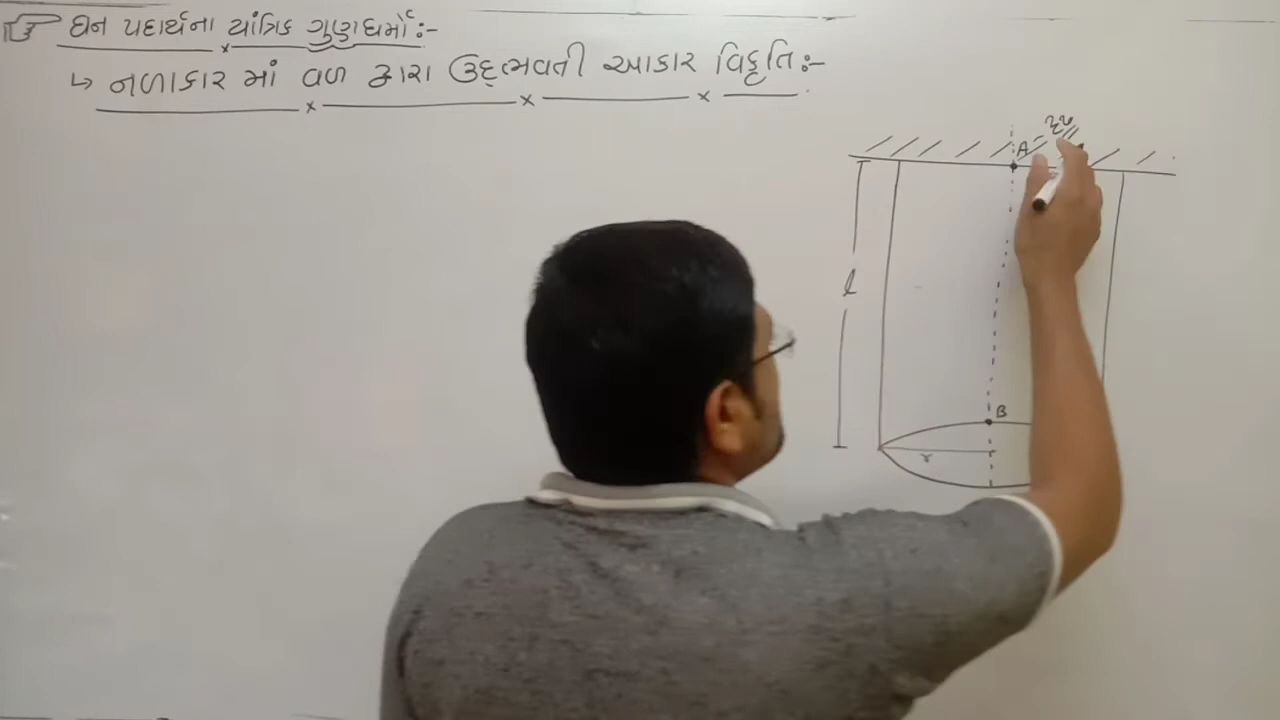 ઘન પદાર્થના યાંત્રિક ગુણધર્મો:-
↳ નળાકાર માં વળ દ્વારા ઉદ્ભવતી આકાર વિકૃતિ:-
A =
l
B
r